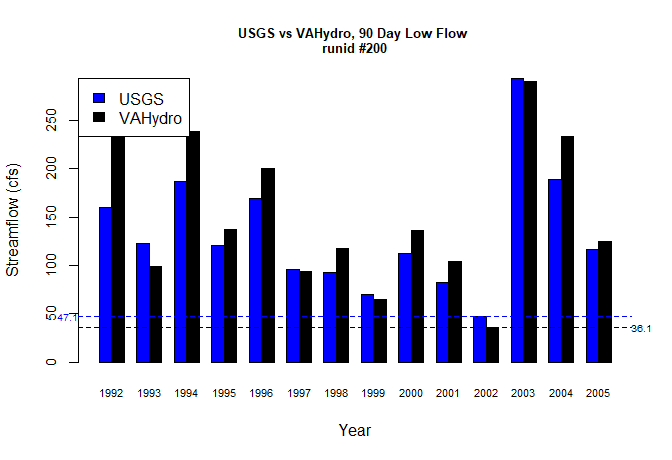 USGS vs VAHydro, 90 Day Low Flow
runid #200
USGS
VAHydro
Streamflow (cfs)
250
200
150
100
50
0
47.1
36.1
1992 1993 1994 1995 1996 1997 1998 1999 2000 2001 2002 2003 2004 2005
Year